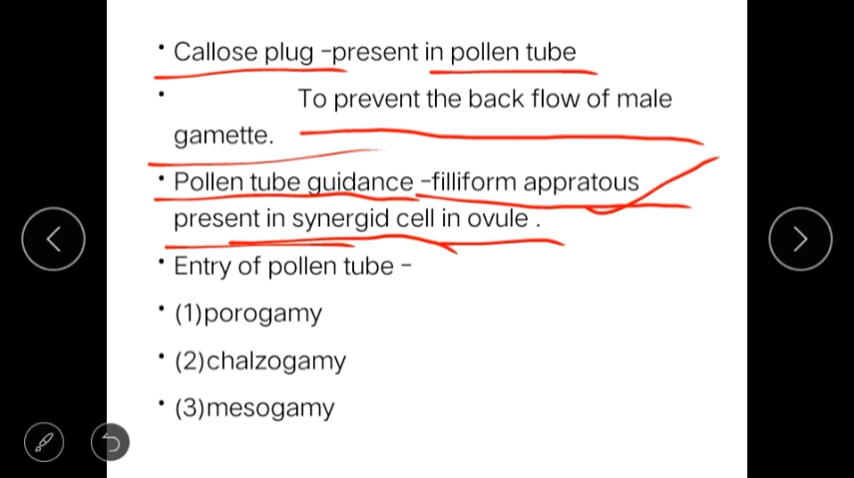 • Callose plug -present in pollen tube
• To prevent the back flow of male
gamette.
• Pollen tube guidance -filliform appratous
present in synergid cell in ovule .
• Entry of pollen tube -
• (1)porogamy
• (2)chalzogamy
• (3)mesogamy